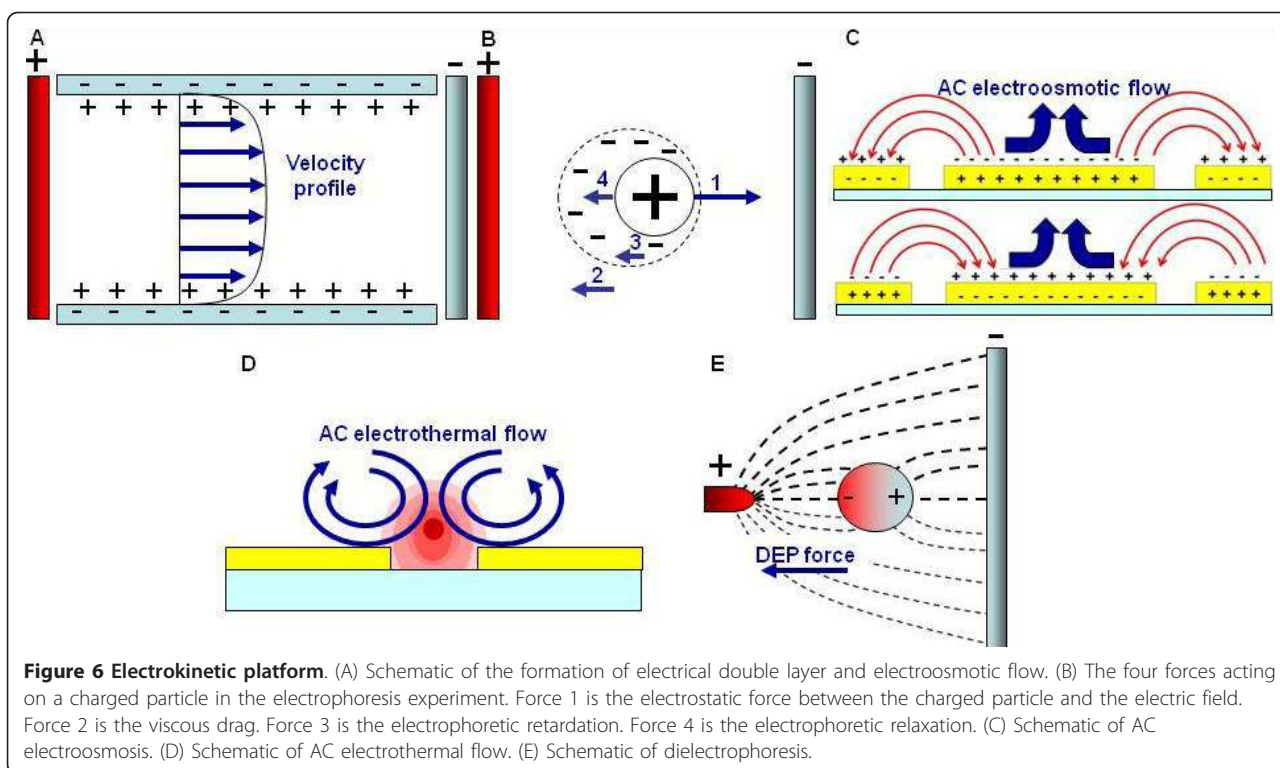 A
B
C
+
-
+
-
- - - - - - - - -
+ + + + + + + + +
Velocity
profile
+ + + + + + + + +
- - - - - - - - -
+
1
2
3
4
AC electroosmotic flow
+ + + +
- - - - - - - - - - -
+ + + +
- - - -
+ + + + + + + + + +
- - - -
- - - -
+ + + + + + + + + + +
- - - -
+ + + +
- - - - - - - - - - -
+ + + +
D
AC electrothermal flow
E
-
+
- +
DEP force
Figure 6 Electrokinetic platform. (A) Schematic of the formation of electrical double layer and electroosmotic flow. (B) The four forces acting
on a charged particle in the electrophoresis experiment. Force 1 is the electrostatic force between the charged particle and the electric field.
Force 2 is the viscous drag. Force 3 is the electrophoretic retardation. Force 4 is the electrophoretic relaxation. (C) Schematic of AC
electroosmosis. (D) Schematic of AC electrothermal flow. (E) Schematic of dielectrophoresis.